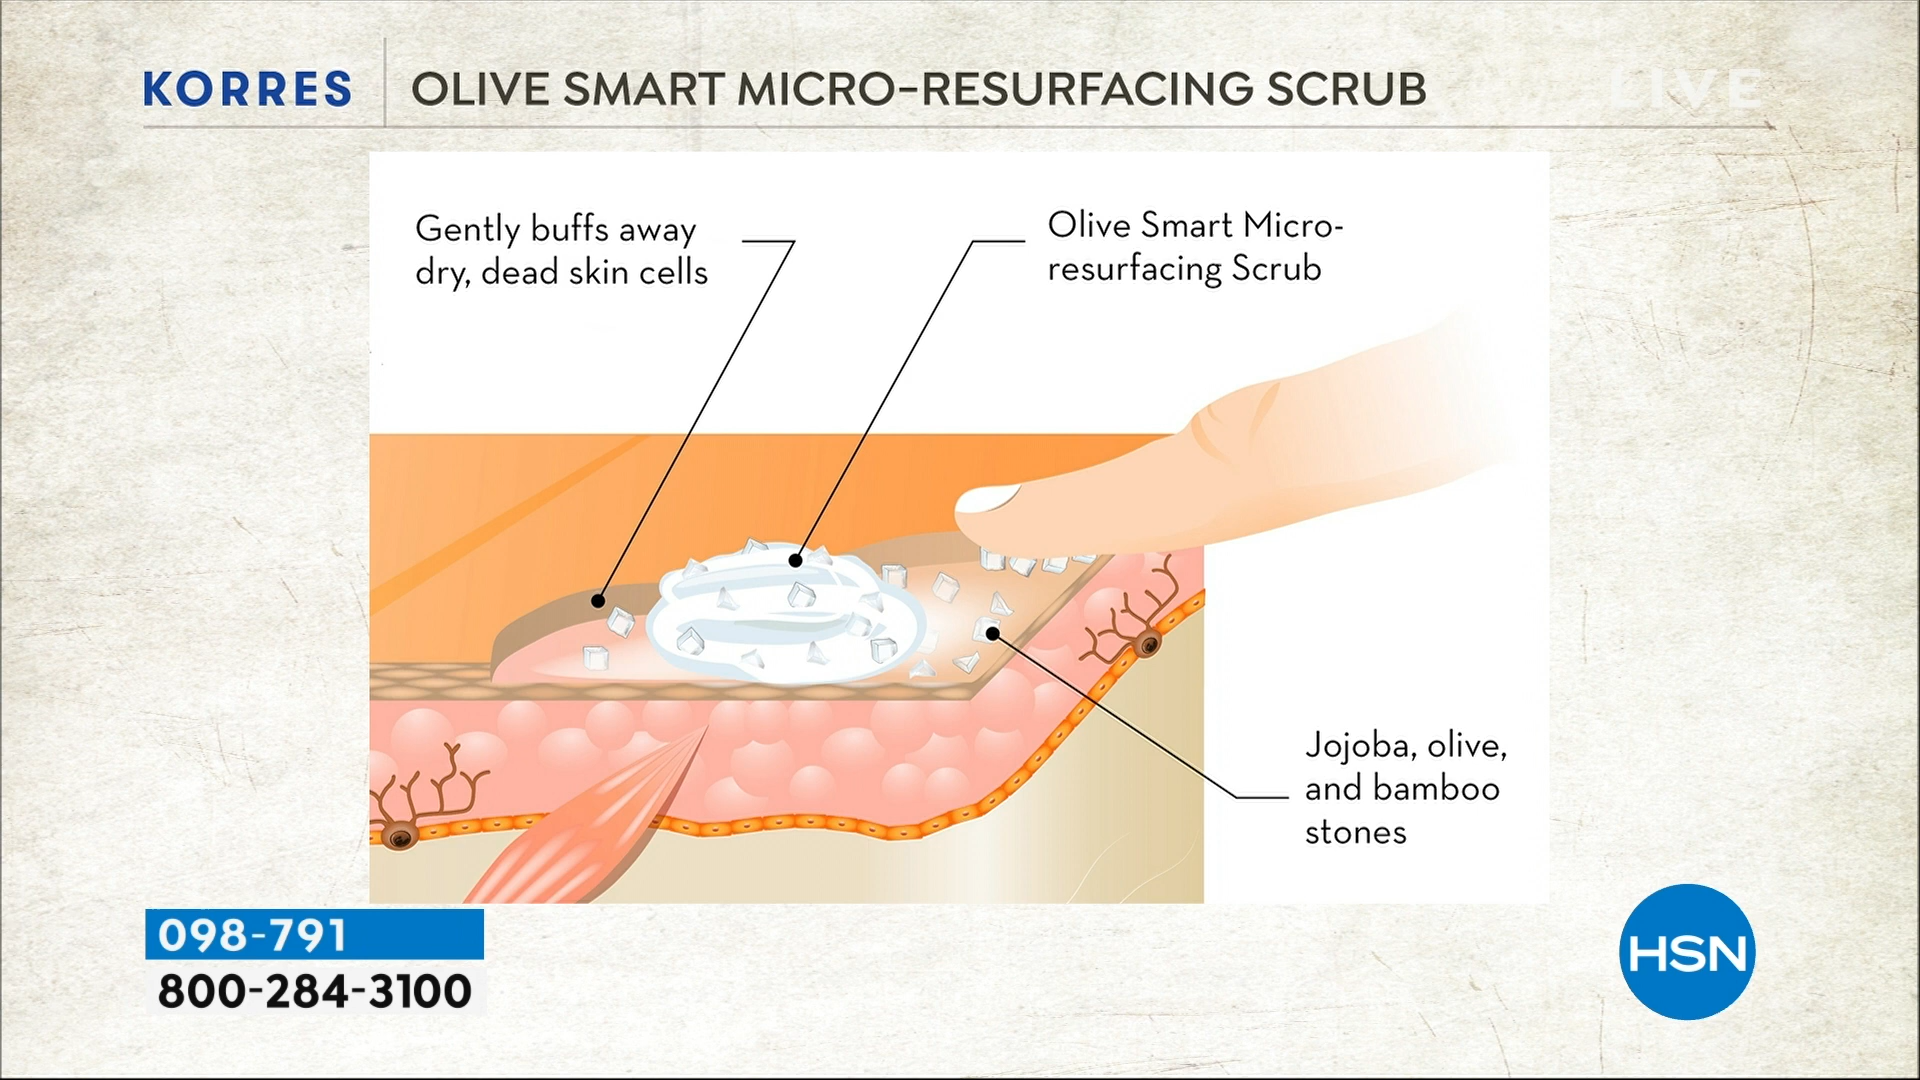 KORRES
OLIVE SMART MICRO-RESURFACING SCRUB
LIVE
Gently buffs away
dry, dead skin cells
Olive Smart Micro-
resurfacing Scrub
Jojoba, olive,
and bamboo
stones
098-791
800-284-3100
HSN